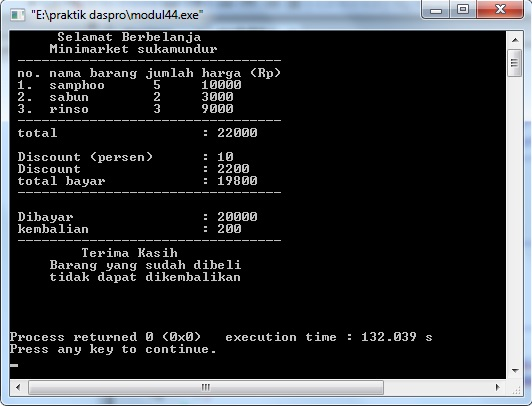 "E:\praktik daspro\modul44.exe"
Selamat Berbelanja
Minimarket sukamundur
---------------------------------
no. nama barang jumlah harga (Rp)
1. samphoo 5 10000
2. sabun 2 3000
3. rinso 3 9000
---------------------------------
total : 22000
Discount (persen) : 10
Discount : 2200
total bayar : 19800
---------------------------------
Dibayar : 20000
kembalian : 200
---------------------------------
Terima Kasih
Barang yang sudah dibeli
tidak dapat dikembalikan
Process returned 0 (0x0) execution time : 132.039 s
Press any key to continue.